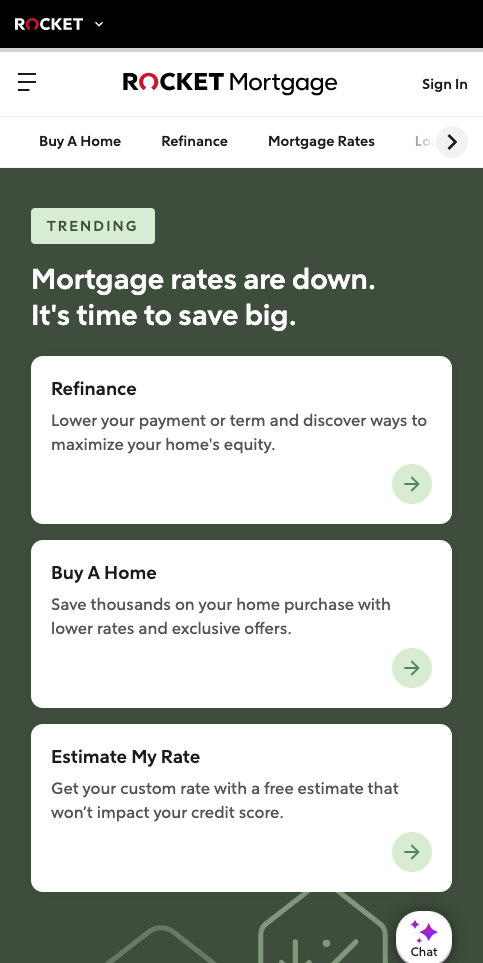 ROCKET
ROCKET Mortgage
Sign In
Buy A Home Refinance Mortgage Rates
TRENDING
Mortgage rates are down.
It's time to save big.
Refinance
Lower your payment or term and discover ways to
maximize your home's equity.
Buy A Home
Save thousands on your home purchase with
lower rates and exclusive offers.
Estimate My Rate
Get your custom rate with a free estimate that
won’t impact your credit score.
Chat